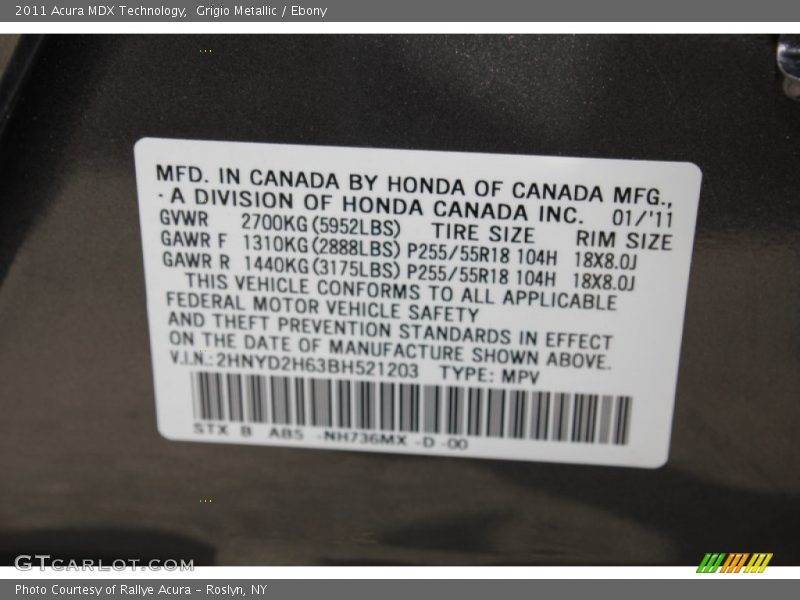 2011 Acura MDX Technology,  Grigio Metallic / Ebony
MFD. IN CANADA BY HONDA OF CANADA MFG.,
A DIVISION OF HONDA CANADA INC. 01/'11
GVWR 2700KG(5952LBS) TIRE SIZE RIM SIZE
GAWR F 1310KG(2888LBS) P255/55R18 104H 18X8.0J
GAWR R 1440KG(3175LBS) P255/55R18 104H 18X8.0J
THIS VEHICLE CONFORMS TO ALL APPLICABLE
FEDERAL MOTOR VEHICLE SAFETY
AND THEFT PREVENTION STANDARDS IN EFFECT
ON THE DATE OF MANUFACTURE SHOWN ABOVE.
V.I.N.: 2HNYD2H63BH521203 TYPE: MPV
STX B AB5 -NH736MX -D -00
GTCARLOT.COM
Photo Courtesy of Rallye Acura - Roslyn, NY